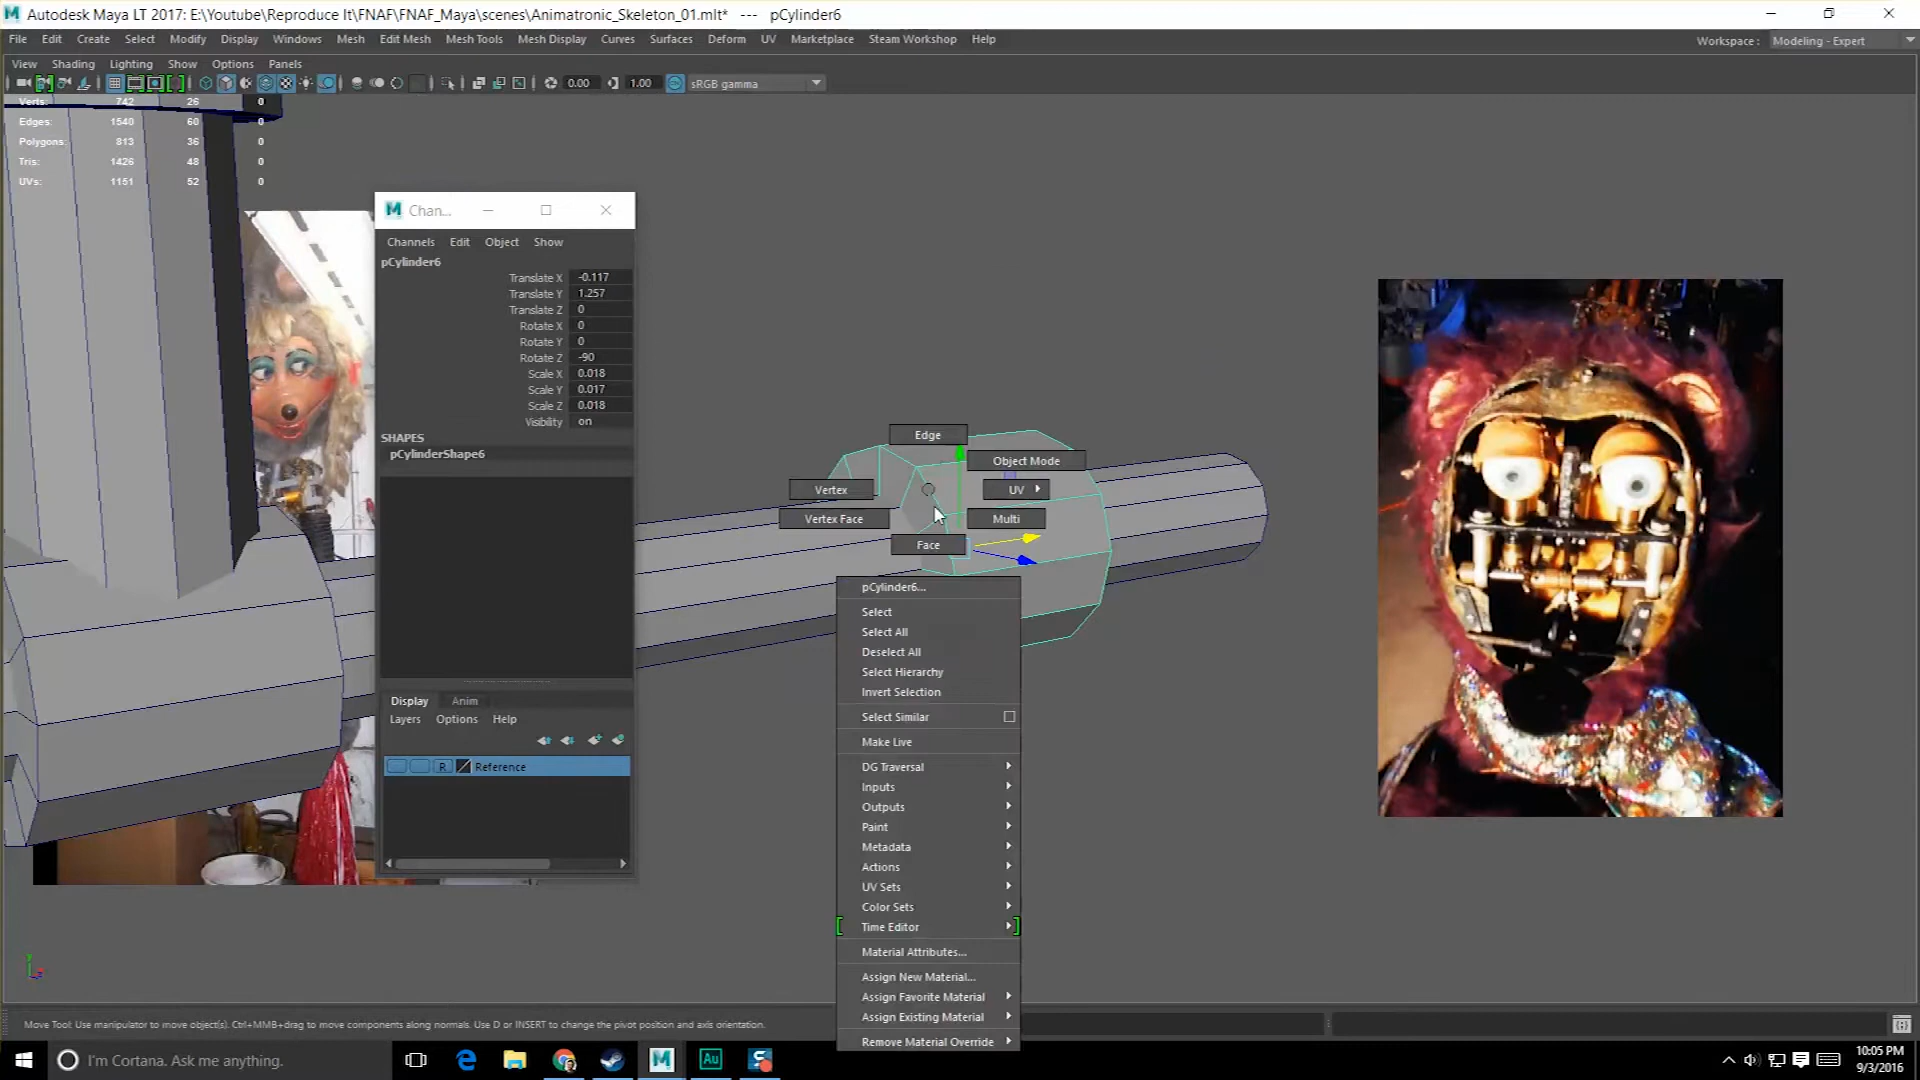 Autodesk Maya LT 2017: E:\Youtube\Reproduce It\FNAF\FNAF_Maya\scenes\Animatronic_Skeleton_01.mlt* --- pCylinder6
File Edit Create Select Modify Display Windows Mesh Edit Mesh Mesh Tools Mesh Display Curves Surfaces Deform UV Marketplace Steam Workshop Help
Workspace : Modeling - Expert
View Shading Lighting Show Options Panels
0.00 1.00 sRGB gamma
Verts: 742 26 0
Edges: 1540 60 0
Polygons: 813 36 0
Tris: 1426 48 0
UVs: 1151 52 0
Chan...
Channels Edit Object Show
pCylinder6
Translate X -0.117
Translate Y 1.257
Translate Z 0
Rotate X 0
Rotate Y 0
Rotate Z -90
Scale X 0.018
Scale Y 0.017
Scale Z 0.018
Visibility on
SHAPES
pCylinderShape6
Display Anim
Layers Options Help
R Reference
Edge
Object Mode
Vertex
UV
Vertex Face
Multi
Face
pCylinder6...
Select
Select All
Deselect All
Select Hierarchy
Invert Selection
Select Similar
Make Live
DG Traversal
Inputs
Outputs
Paint
Metadata
Actions
UV Sets
Color Sets
Time Editor
Material Attributes...
Assign New Material...
Assign Favorite Material
Assign Existing Material
Remove Material Override
Move Tool: Use manipulator to move object(s). Ctrl+MMB+drag to move components along normals. Use D or INSERT to change the pivot position and axis orientation.
I'm Cortana. Ask me anything.
10:05 PM
9/3/2016